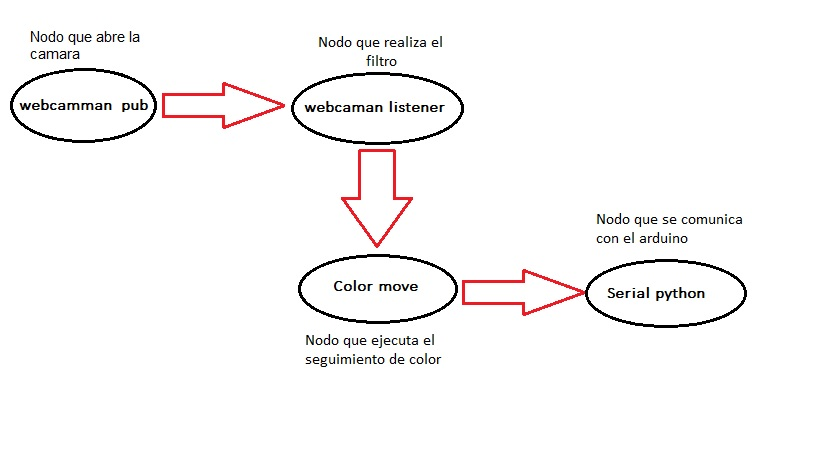 Nodo que abre la
camara
webcamman pub
Nodo que realiza el
filtro
webcaman listener
Color move
Nodo que ejecuta el
seguimiento de color
Nodo que se comunica
con el arduino
Serial python